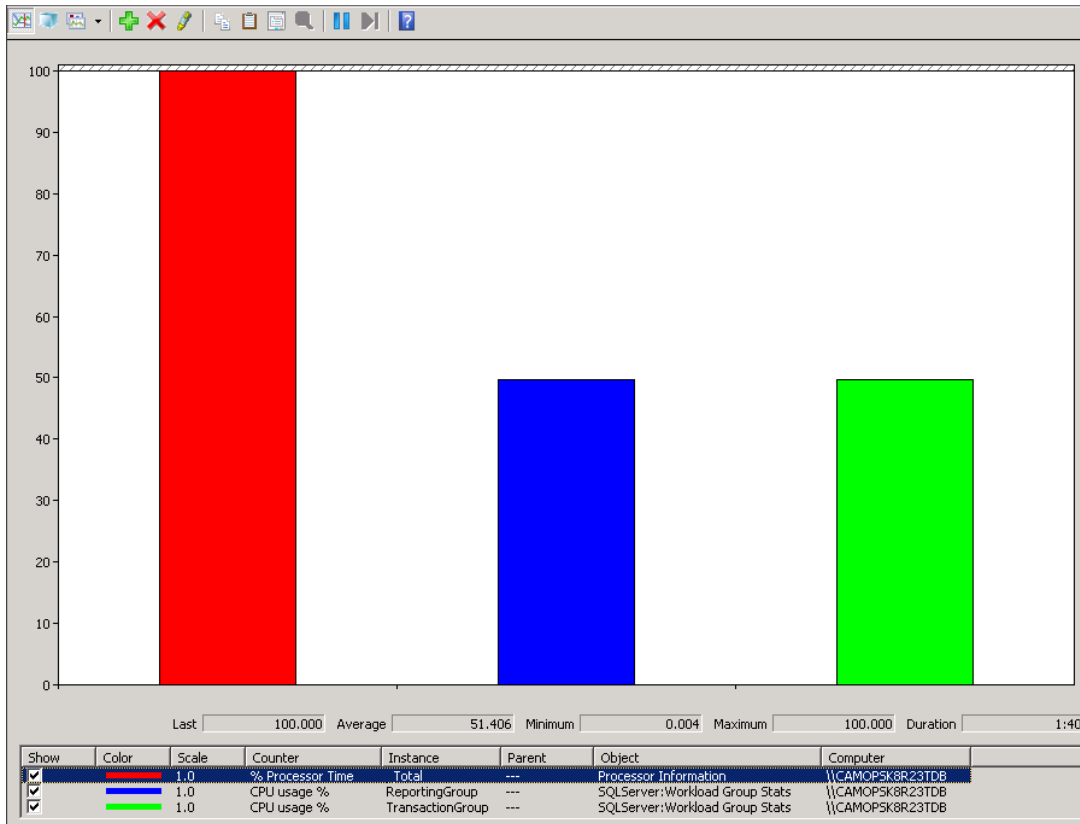 100
90
80
70
60
50
40
30
20
10
0
Last 100.000 Average 51.406 Minimum 0.004 Maximum 100.000 Duration 1:40
Show Color Scale Counter Instance Parent Object Computer
1.0 % Processor Time _Total --- Processor Information \\CAMOPSK8R23TDB
1.0 CPU usage % ReportingGroup --- SQLServer:Workload Group Stats \\CAMOPSK8R23TDB
1.0 CPU usage % TransactionGroup --- SQLServer:Workload Group Stats \\CAMOPSK8R23TDB